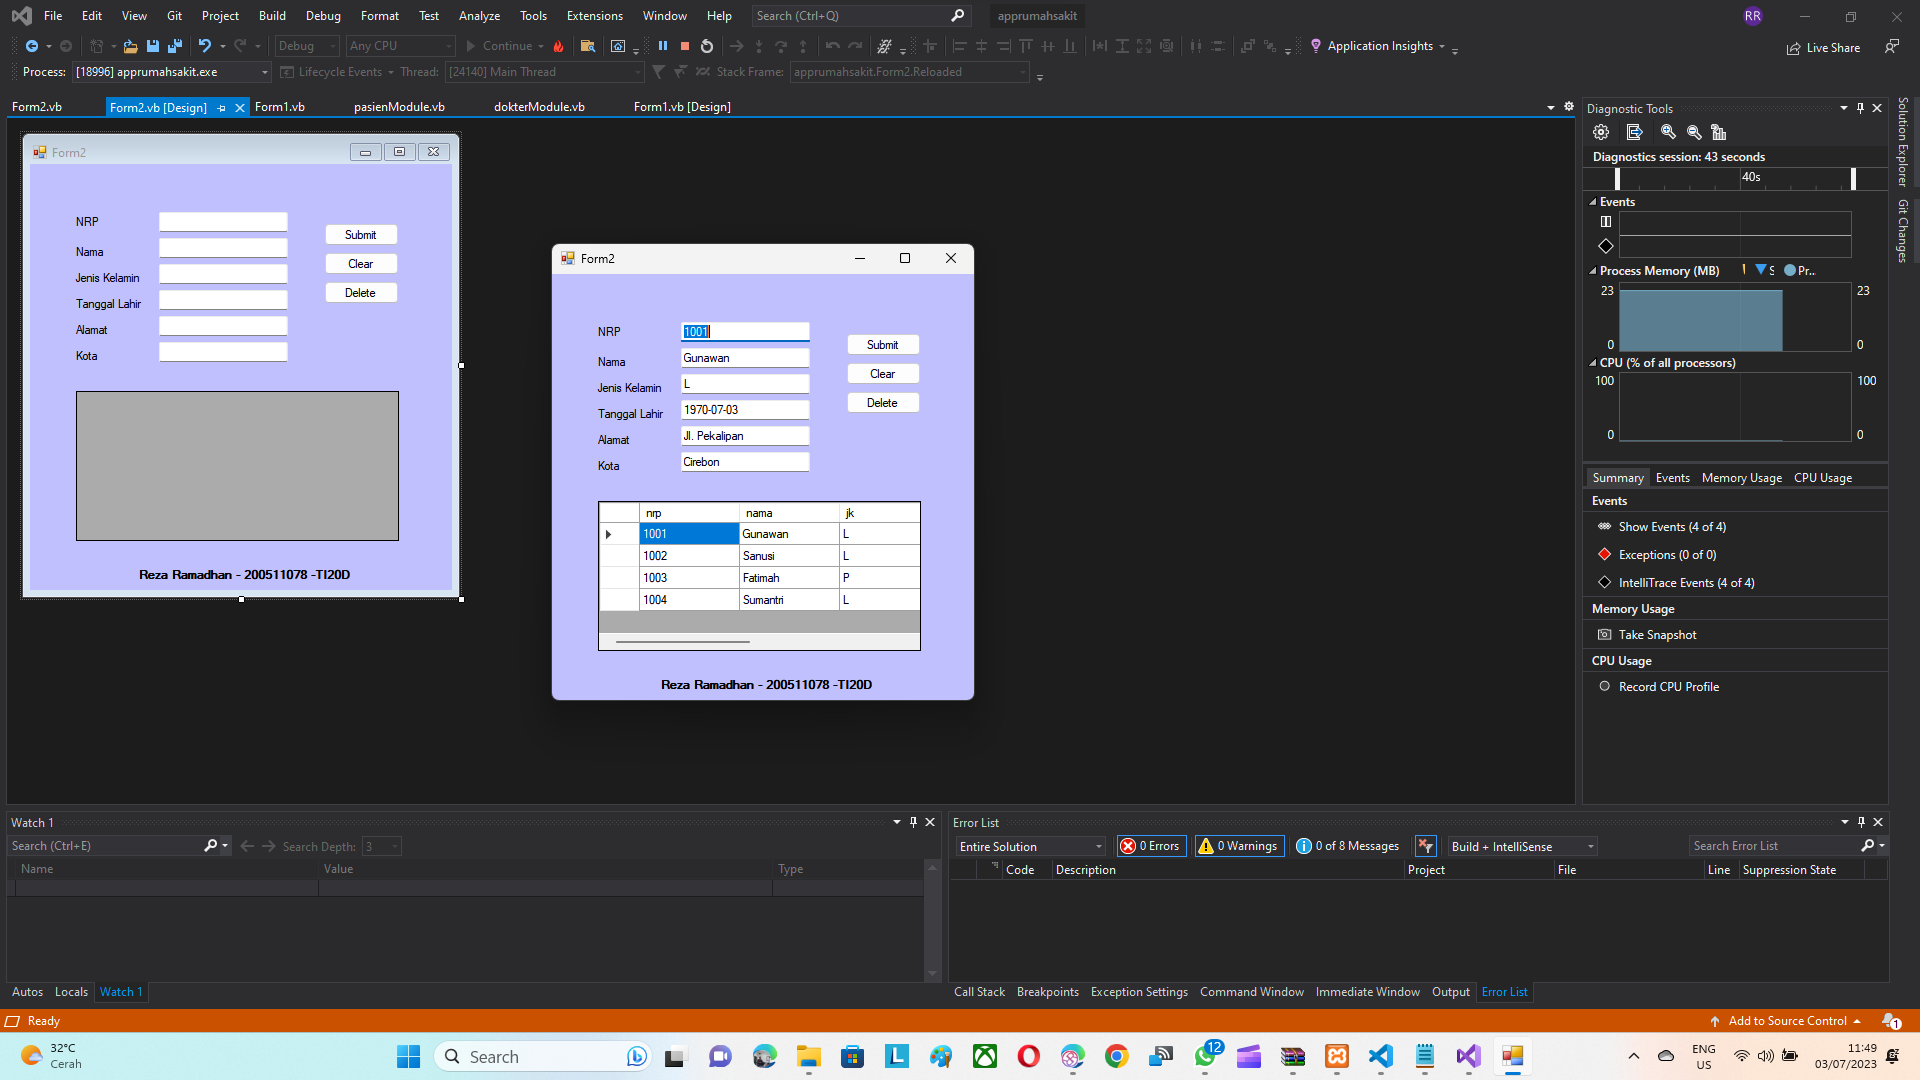 File Edit View Git Project Build Debug Format Test Analyze Tools Extensions Window Help Search (Ctrl+Q) apprumahsakit RR
Debug Any CPU Continue Application Insights Live Share
Process: [18996] apprumahsakit.exe Lifecycle Events Thread: [24140] Main Thread Stack Frame: apprumahsakit.Form2.Reloaded
Form2.vb Form2.vb [Design] Form1.vb pasienModule.vb dokterModule.vb Form1.vb [Design]
Form2
NRP
Nama
Jenis Kelamin
Tanggal Lahir
Alamat
Kota
Submit
Clear
Delete
Reza Ramadhan - 200511078 -TI20D
Form2
NRP 1001
Nama Gunawan
Jenis Kelamin L
Tanggal Lahir 1970-07-03
Alamat Jl. Pekalipan
Kota Cirebon
Submit
Clear
Delete
nrp nama jk
1001 Gunawan L
1002 Sanusi L
1003 Fatimah P
1004 Sumantri L
Reza Ramadhan - 200511078 -TI20D
Diagnostic Tools
Diagnostics session: 43 seconds
40s
Events
Process Memory (MB) S Pr...
23 23
0 0
CPU (% of all processors)
100 100
0 0
Summary Events Memory Usage CPU Usage
Events
Show Events (4 of 4)
Exceptions (0 of 0)
IntelliTrace Events (4 of 4)
Memory Usage
Take Snapshot
CPU Usage
Record CPU Profile
Solution Explorer
Git Changes
Watch 1
Search (Ctrl+E) Search Depth: 3
Name Value Type
Autos Locals Watch 1
Error List
Entire Solution 0 Errors 0 Warnings 0 of 8 Messages Build + IntelliSense Search Error List
Code Description Project File Line Suppression State
Call Stack Breakpoints Exception Settings Command Window Immediate Window Output Error List
Ready Add to Source Control 1
32°C
Cerah
Search
12
ENG
US
11:49
03/07/2023